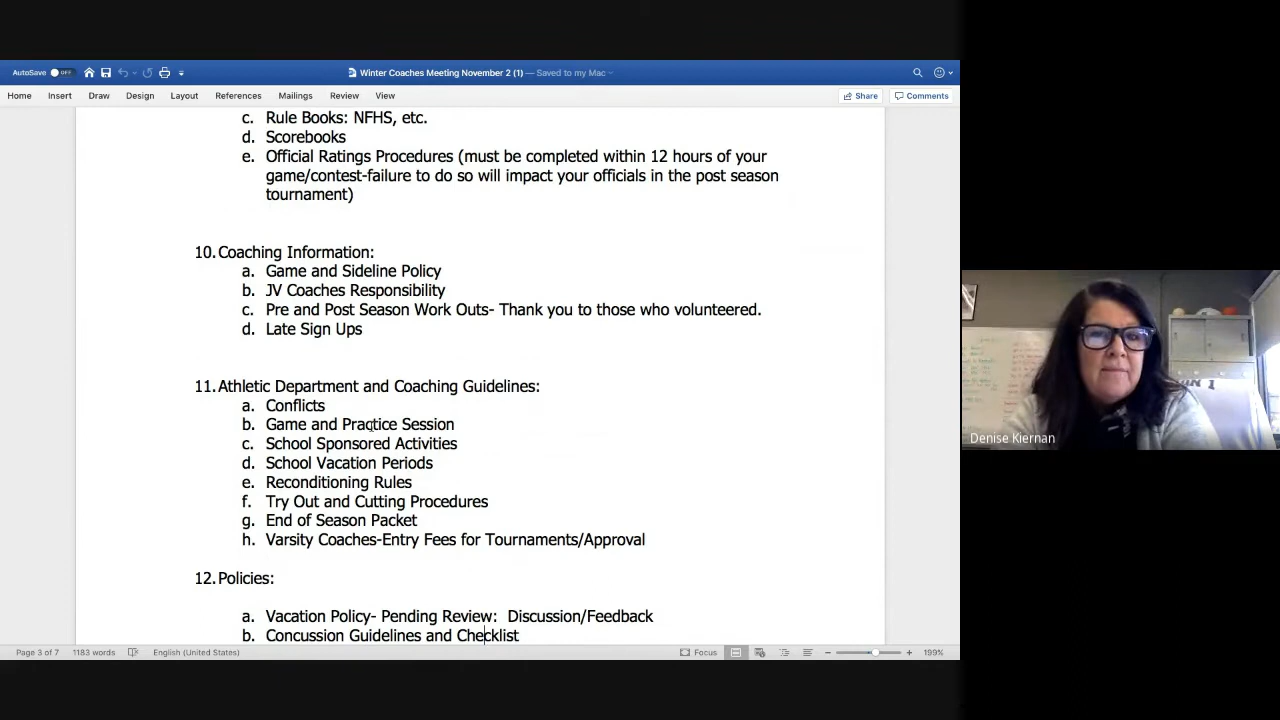 AutoSave OFF
Winter Coaches Meeting November 2 (1) — Saved to my Mac
Home Insert Draw Design Layout References Mailings Review View Share Comments
c. Rule Books: NFHS, etc.
d. Scorebooks
e. Official Ratings Procedures (must be completed within 12 hours of your
game/contest-failure to do so will impact your officials in the post season
tournament)
10. Coaching Information:
a. Game and Sideline Policy
b. JV Coaches Responsibility
c. Pre and Post Season Work Outs- Thank you to those who volunteered.
d. Late Sign Ups
11. Athletic Department and Coaching Guidelines:
a. Conflicts
b. Game and Practice Session
c. School Sponsored Activities
d. School Vacation Periods
e. Reconditioning Rules
f. Try Out and Cutting Procedures
g. End of Season Packet
h. Varsity Coaches-Entry Fees for Tournaments/Approval
12. Policies:
a. Vacation Policy- Pending Review: Discussion/Feedback
b. Concussion Guidelines and Checklist
Page 3 of 7 1183 words English (United States) Focus 199%
Denise Kiernan